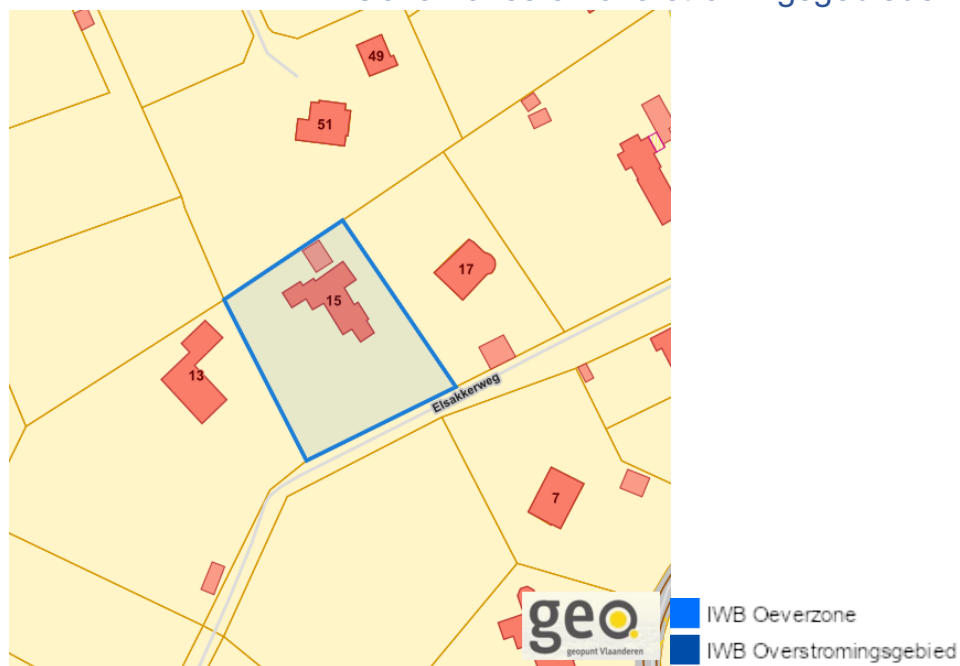 49
51
17
15
13
Elsakkerweg
7
geo
geopunt Vlaanderen
IWB Oeverzone
IWB Overstromingsgebied